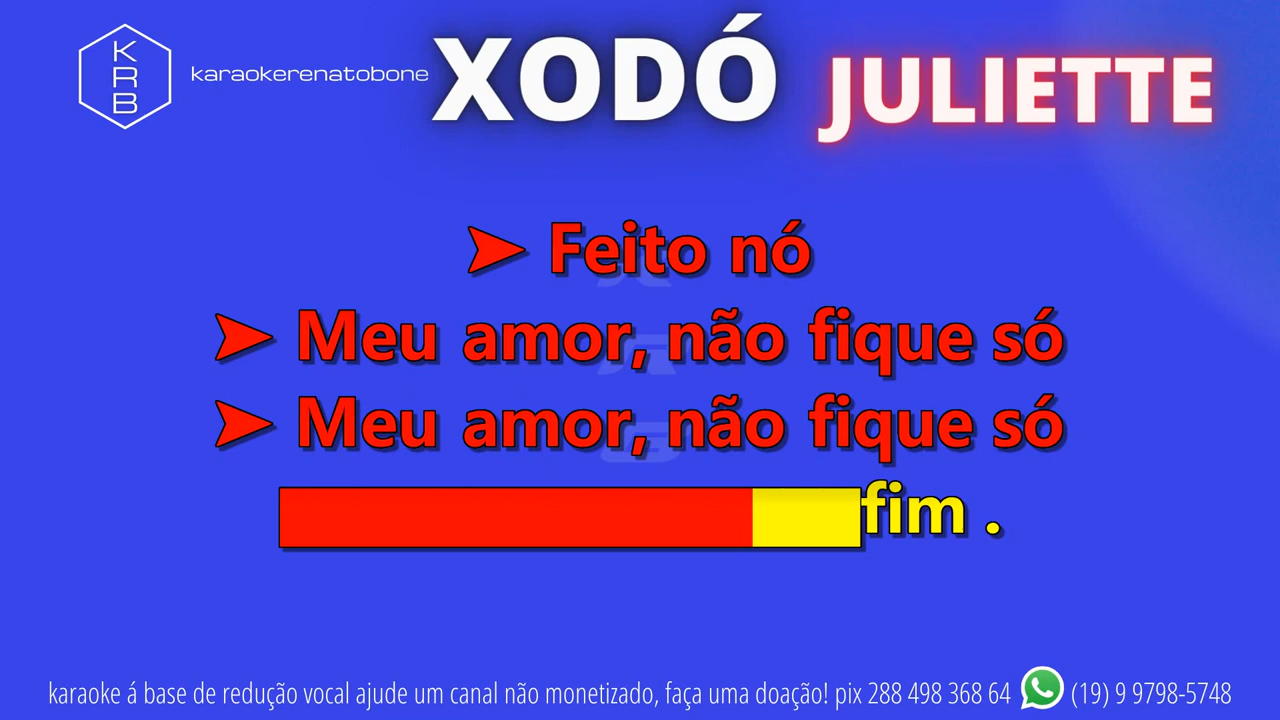 KRB
karaokerenatobone
XODÓ JULIETTE
➤ Feito nó
➤ Meu amor, não fique só
➤ Meu amor, não fique só
fim .
karaoke á base de redução vocal ajude um canal não monetizado, faça uma doação! pix 288 498 368 64 (19) 9 9798-5748